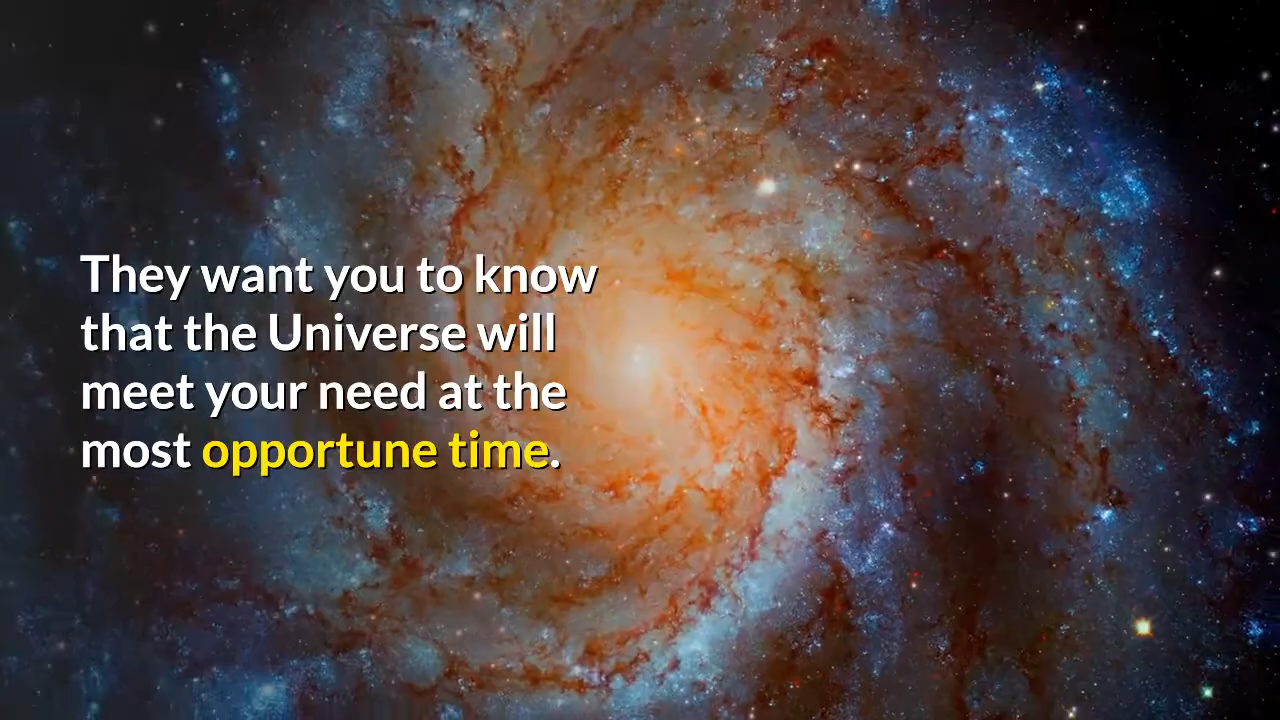 They want you to know
that the Universe will
meet your need at the
most opportune time.